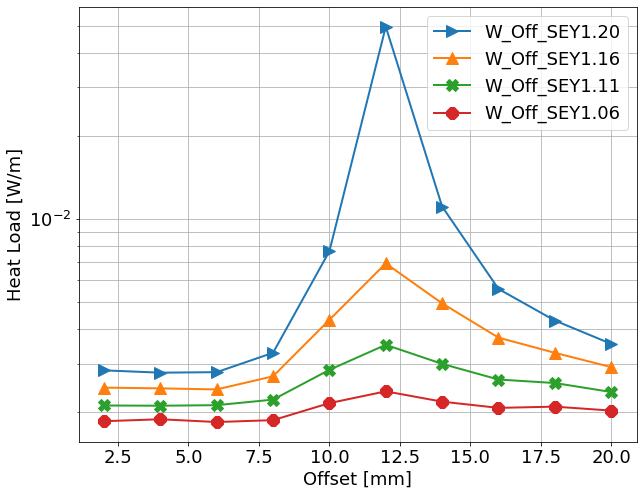 W_Off_SEY1.20
W_Off_SEY1.16
W_Off_SEY1.11
W_Off_SEY1.06
Heat Load [W/m]
10⁻²
2.5 5.0 7.5 10.0 12.5 15.0 17.5 20.0
Offset [mm]